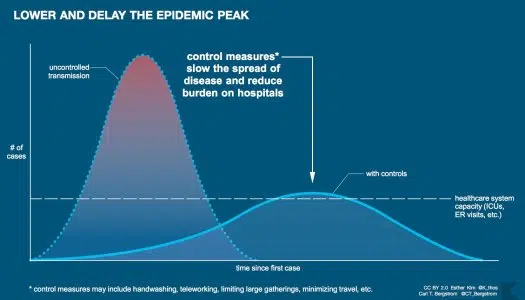 LOWER AND DELAY THE EPIDEMIC PEAK
uncontrolled
transmission
control measures*
slow the spread of
disease and reduce
burden on hospitals
# of
cases
with controls
healthcare system
capacity (ICUs,
ER visits, etc.)
time since first case
* control measures may include handwashing, teleworking, limiting large gatherings, minimizing travel, etc.
CC BY 2.0 Esther Kim @K_thos
Carl T. Bergstrom @CT_Bergstrom